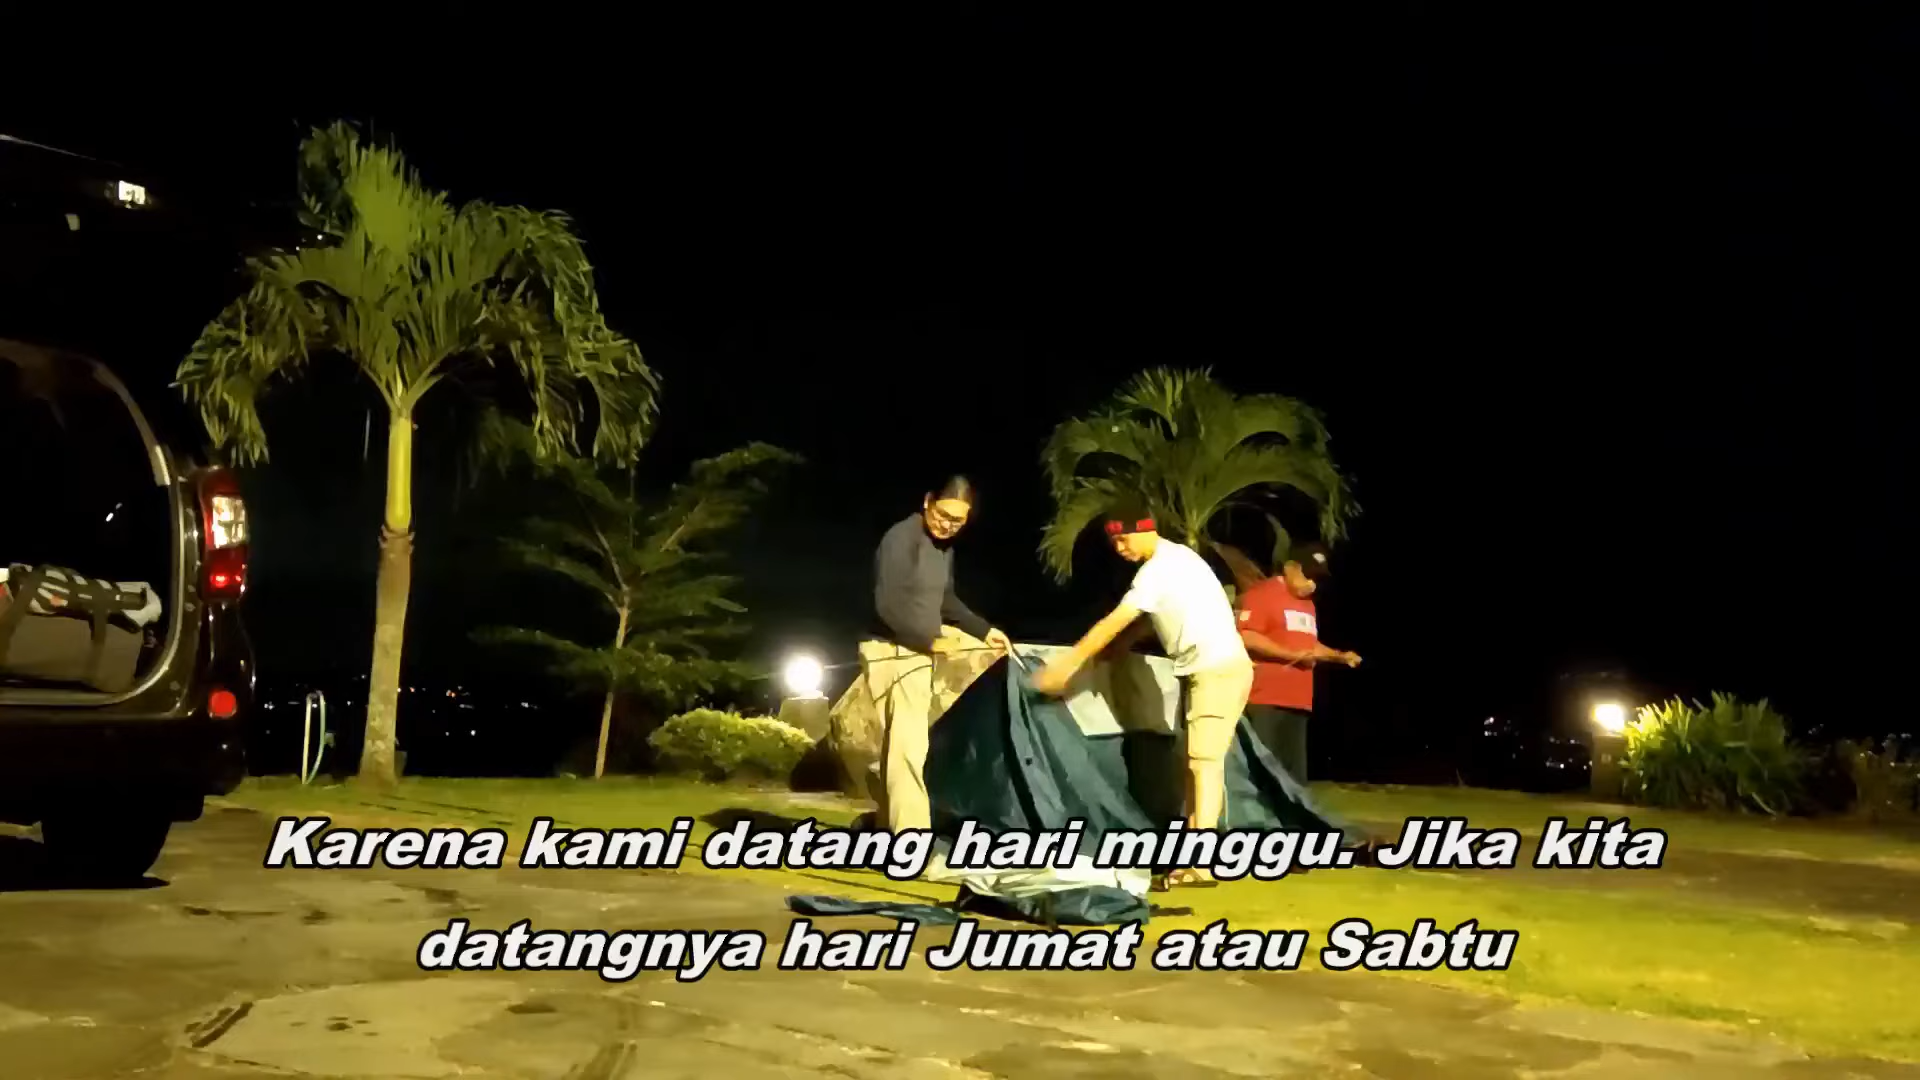 Karena kami datang hari minggu. Jika kita
datangnya hari Jumat atau Sabtu